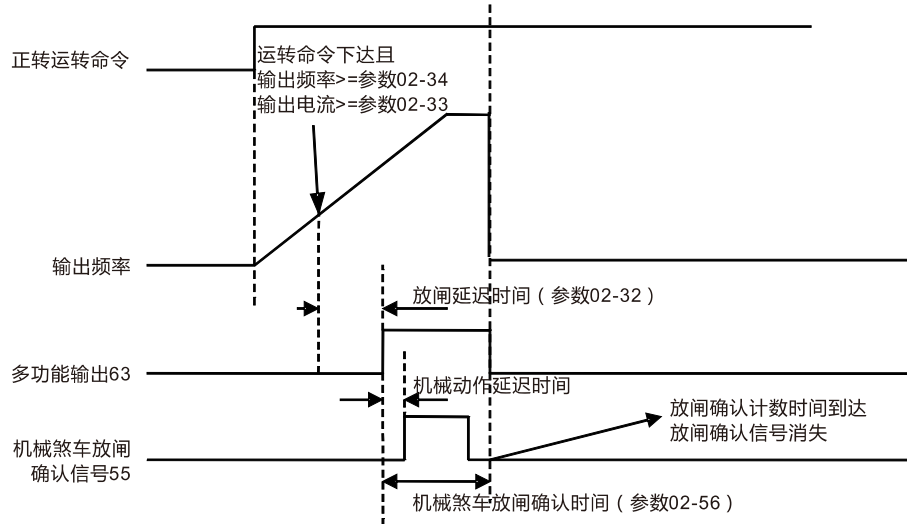 正转运转命令
运转命令下达且
输出频率>=参数02-34
输出电流>=参数02-33
输出频率
放闸延迟时间（参数02-32）
多功能输出63
机械动作延迟时间
放闸确认计数时间到达
放闸确认信号消失
机械煞车放闸
确认信号55
机械煞车放闸确认时间（参数02-56）